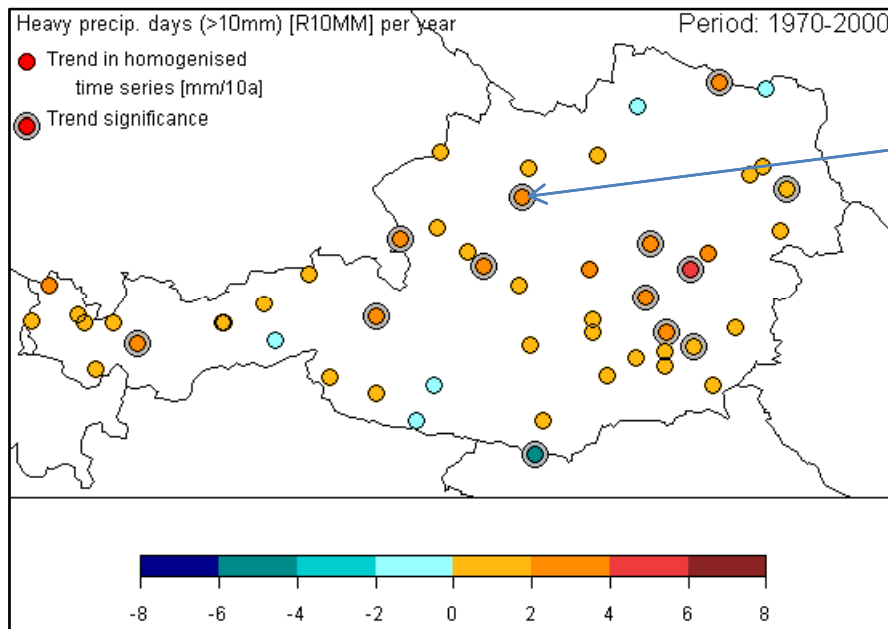 Heavy precip. days (>10mm) [R10MM] per year Period: 1970-2000
Trend in homogenised
time series [mm/10a]
Trend significance
-8 -6 -4 -2 0 2 4 6 8